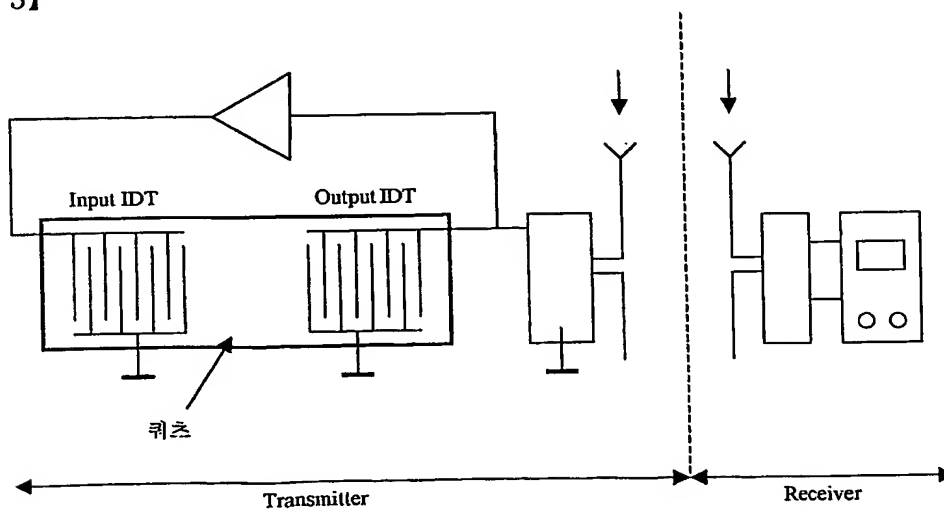 Input IDT
Output IDT
쿼츠
Transmitter
Receiver